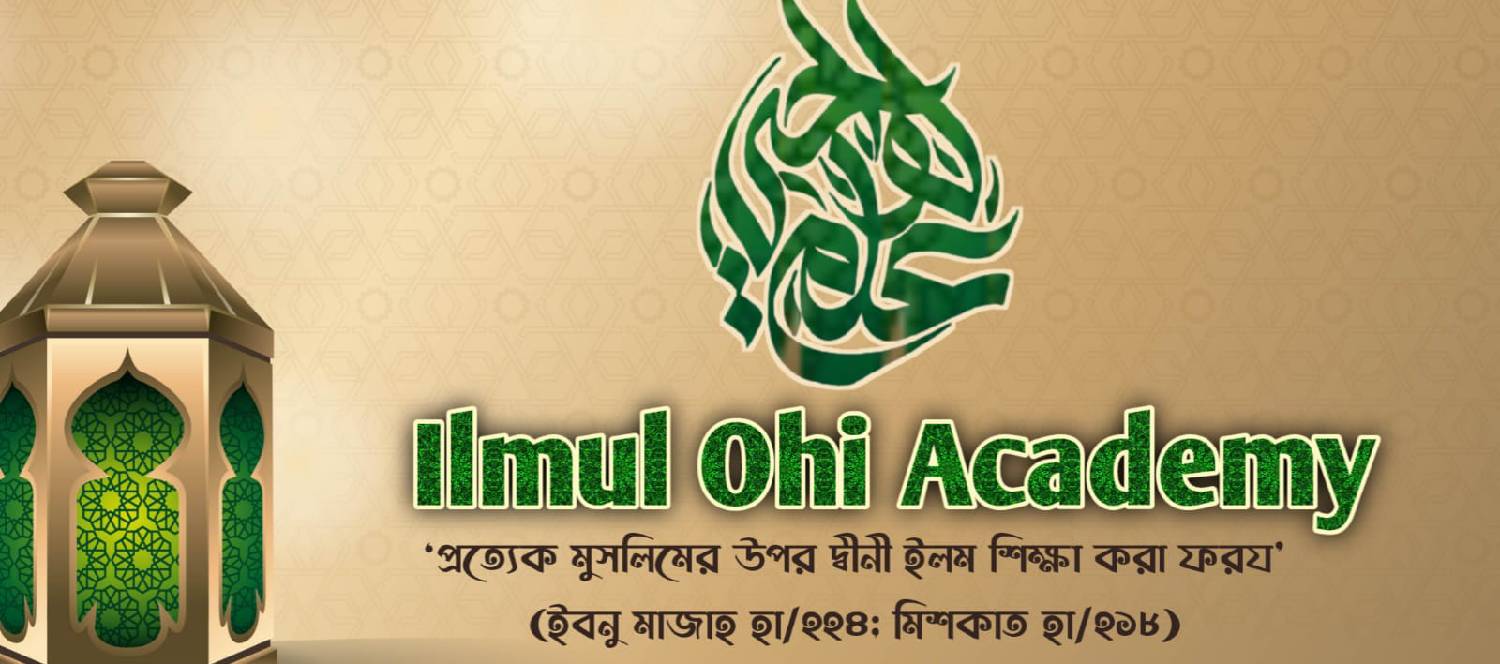 Ilmul Ohi Academy
‘প্রত্যেক মুসলিমের উপর দ্বীনী ইলম শিক্ষা করা ফরয’
(ইবনু মাজাহ হা/২২৪; মিশকাত হা/২১৮)